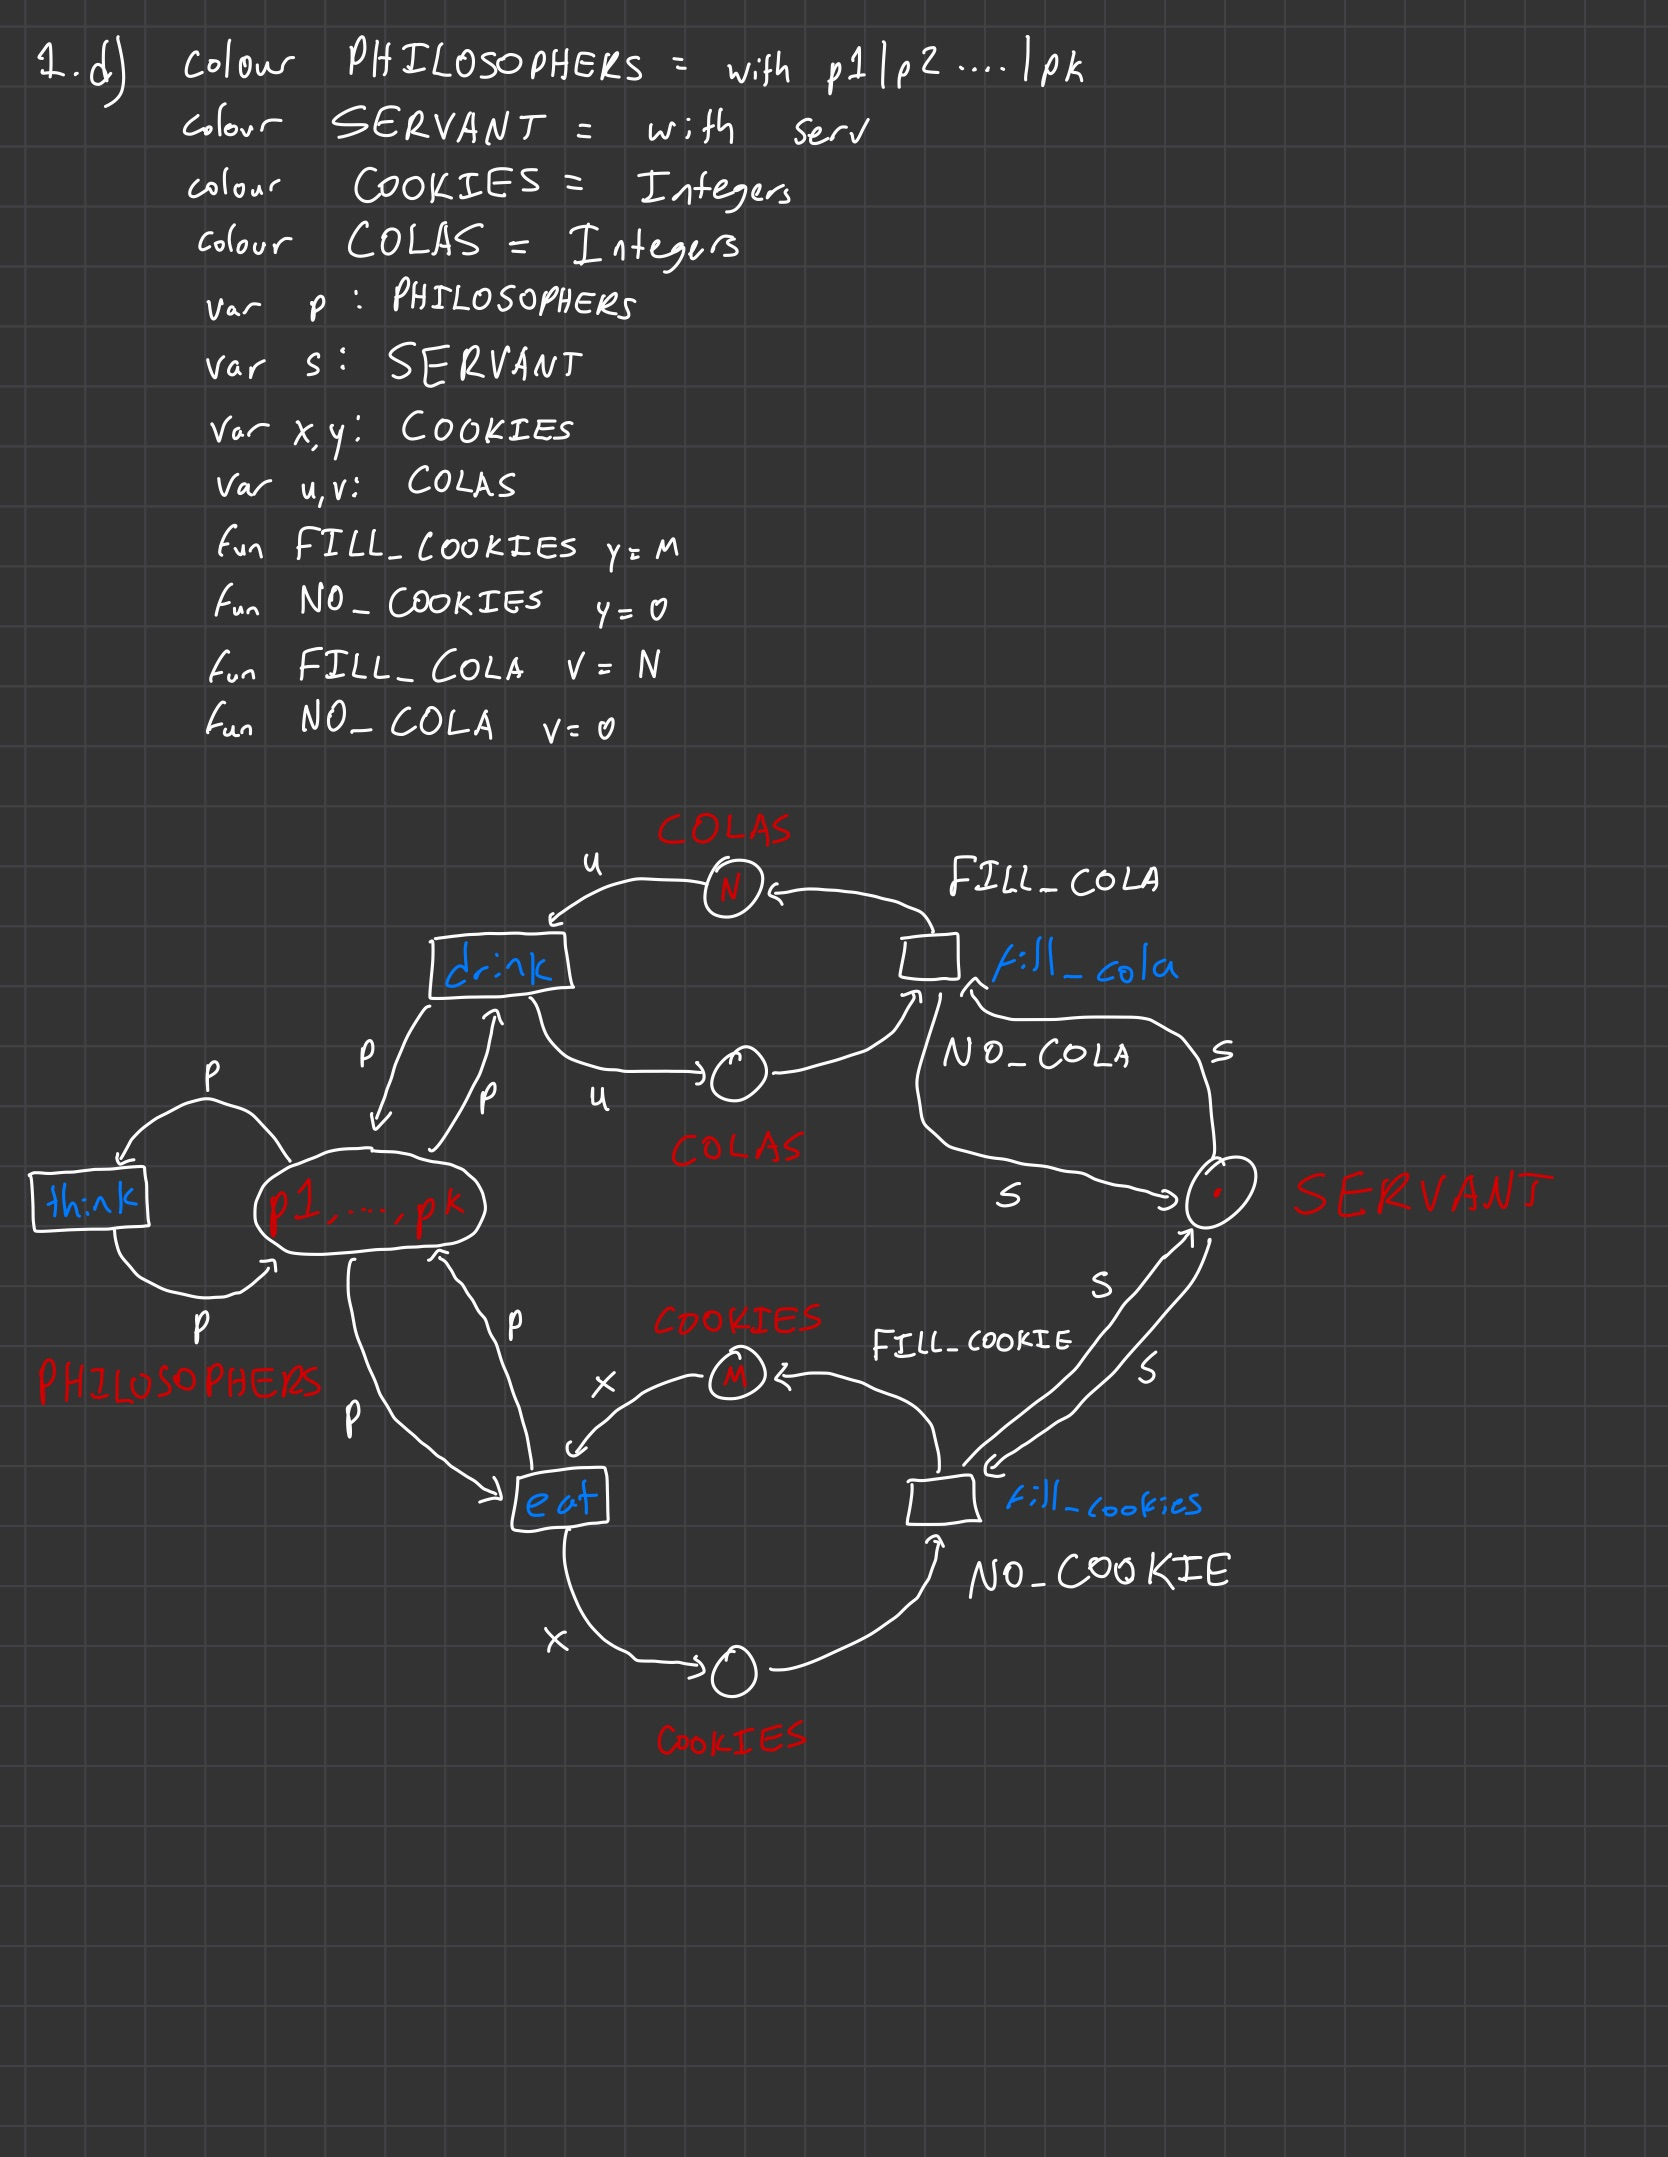 1.d) colour PHILOSOPHERS = with p1|p2....|pk
colour SERVANT = with serv
colour COOKIES = Integers
colour COLAS = Integers
var p : PHILOSOPHERS
var s: SERVANT
var x,y: COOKIES
var u,v: COLAS
fun FILL_COOKIES y=M
fun NO_COOKIES y=0
fun FILL_COLA v=N
fun NO_COLA v=0
COLAS
u
N
FILL_COLA
drink
fill_cola
p
p
p
u
NO_COLA
s
COLAS
think
p1,....,pk
s
SERVANT
p
PHILOSOPHERS
p
p
COOKIES
x
M
FILL_COOKIE
s
s
eat
fill_cookies
NO_COOKIE
x
COOKIES